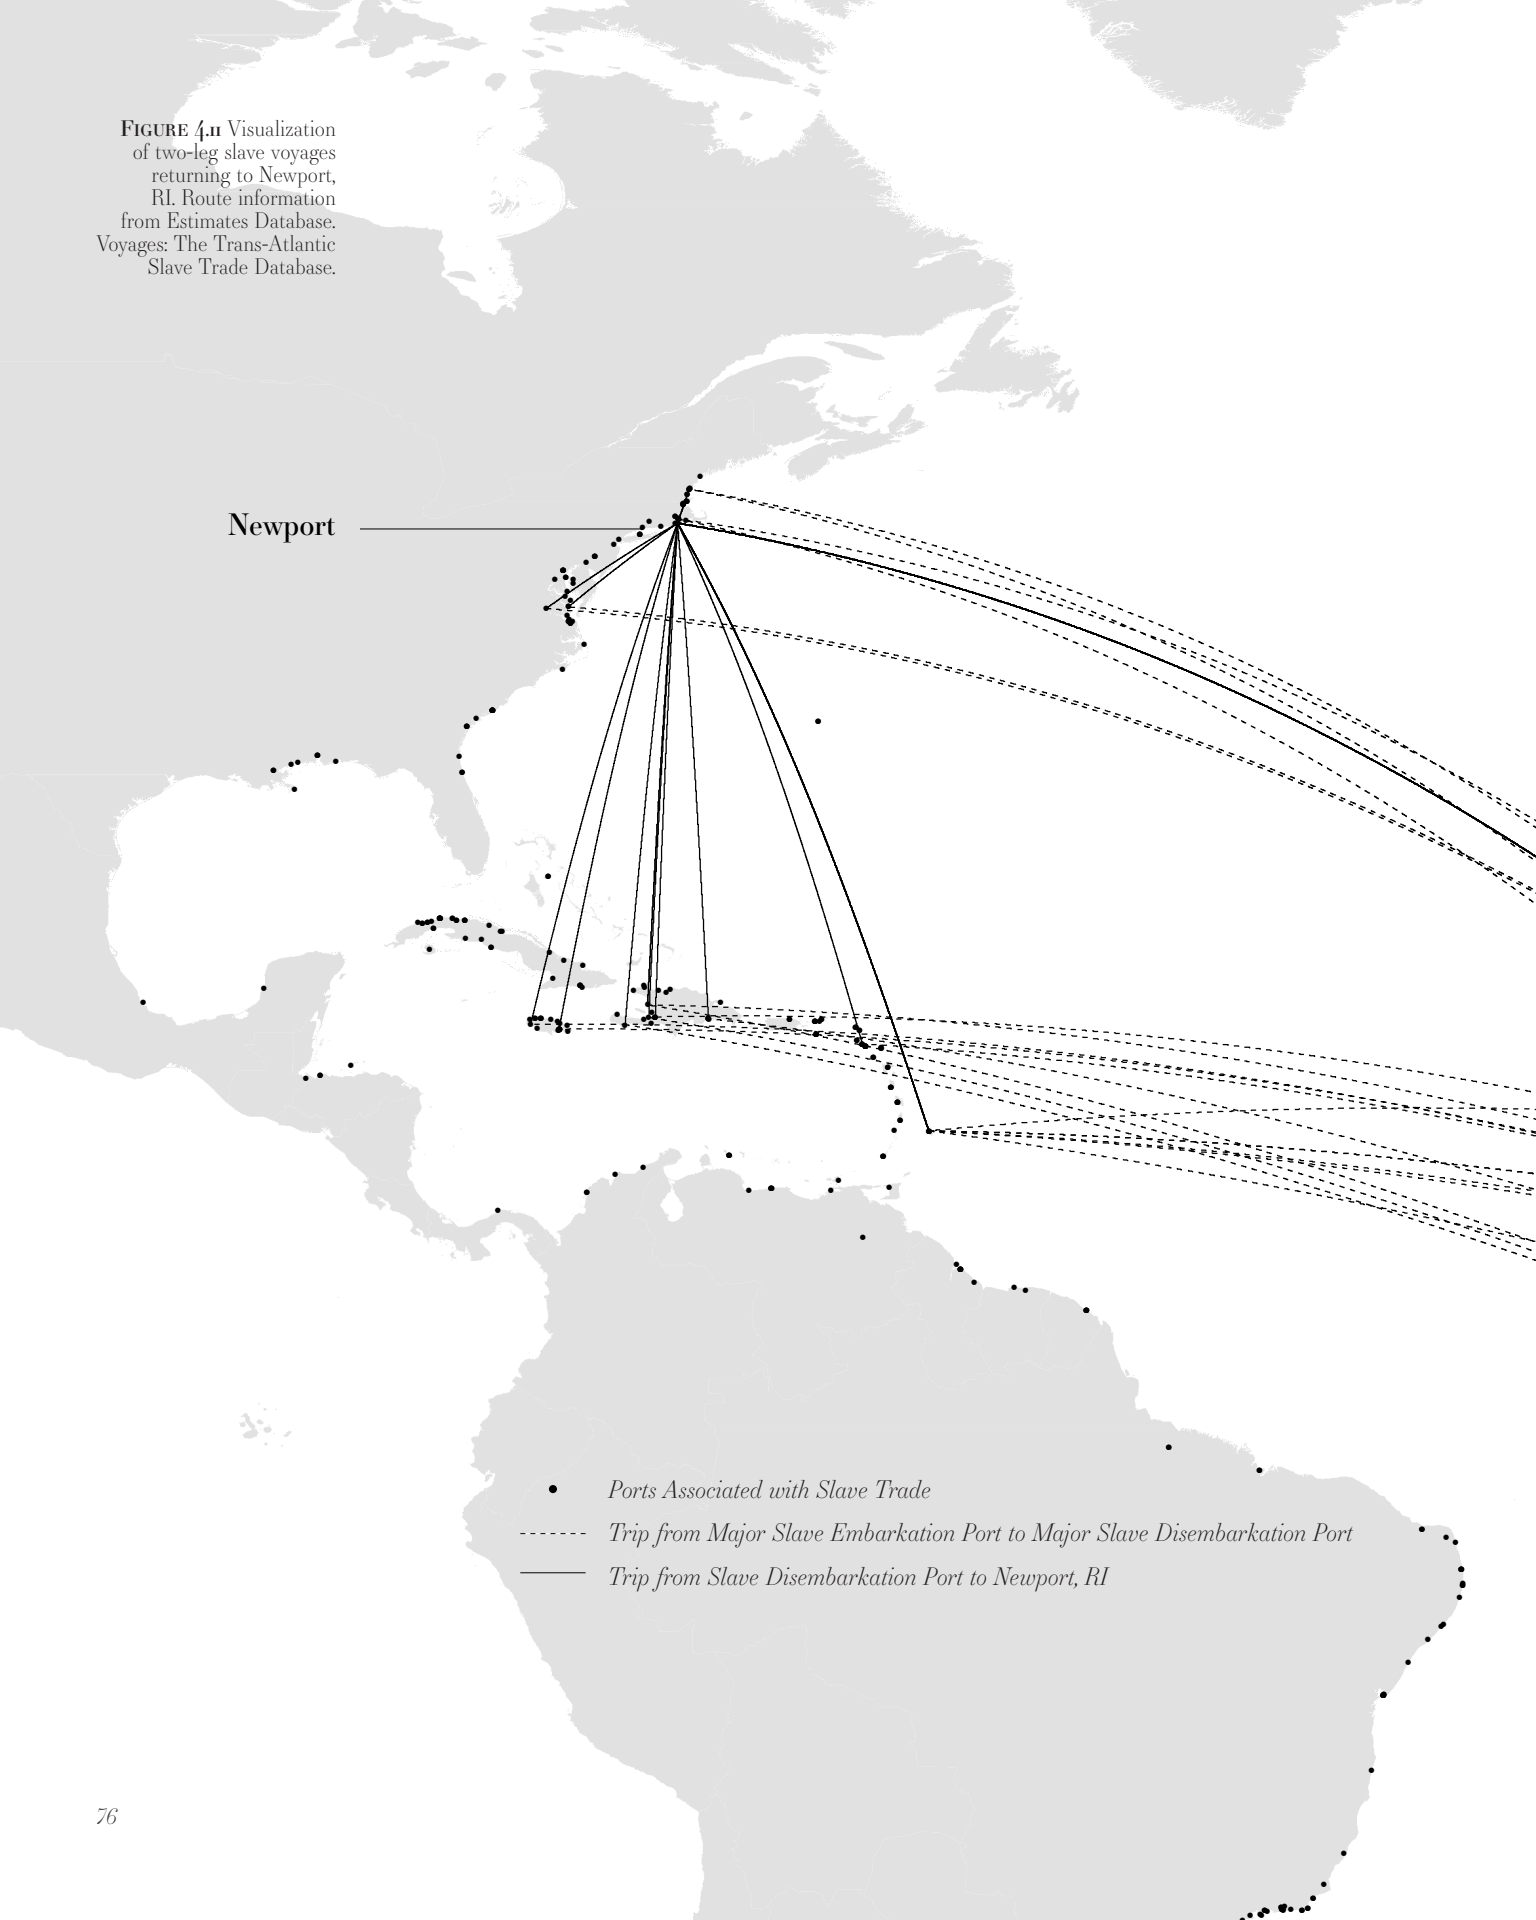 FIGURE 4.11 Visualization
of two-leg slave voyages
returning to Newport,
RI. Route information
from Estimates Database.
Voyages: The Trans-Atlantic
Slave Trade Database.
Newport
Ports Associated with Slave Trade
Trip from Major Slave Embarkation Port to Major Slave Disembarkation Port
Trip from Slave Disembarkation Port to Newport, RI
76